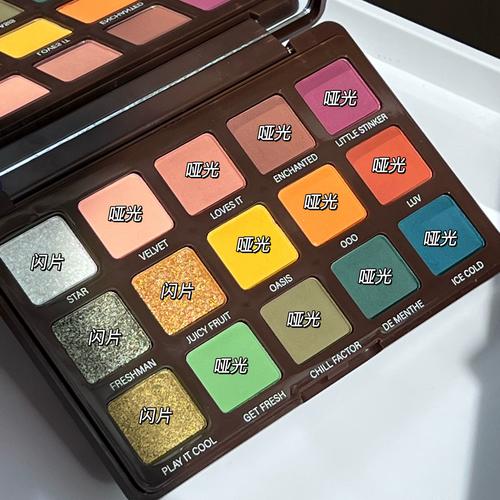 闪片
STAR
哑光
VELVET
哑光
LOVES IT
哑光
ENCHANTED
哑光
LITTLE STINKER
闪片
FRESHMAN
闪片
JUICY FRUIT
哑光
OASIS
哑光
OOO
哑光
LUV
闪片
PLAY IT COOL
哑光
GET FRESH
哑光
CHILL FACTOR
哑光
DE MENTHE
哑光
ICE COLD